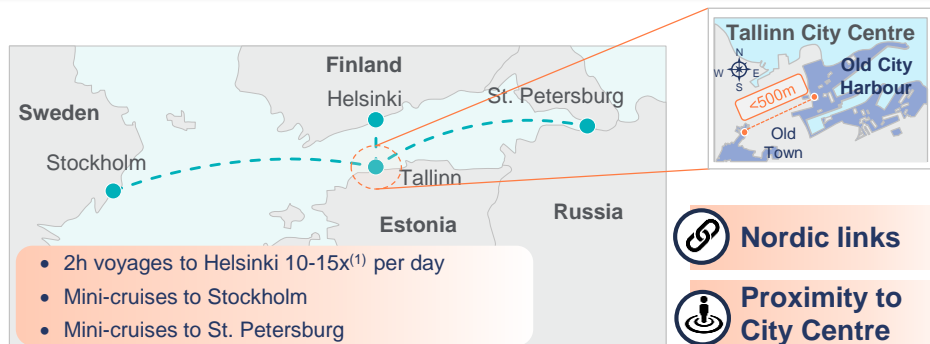 Tallinn City Centre
N
W E
S
Old City
Harbour
<500m
Old
Town
Finland
Helsinki
St. Petersburg
Sweden
Stockholm
Tallinn
Estonia
Russia
• 2h voyages to Helsinki 10-15x(1) per day
• Mini-cruises to Stockholm
• Mini-cruises to St. Petersburg
Nordic links
Proximity to
City Centre